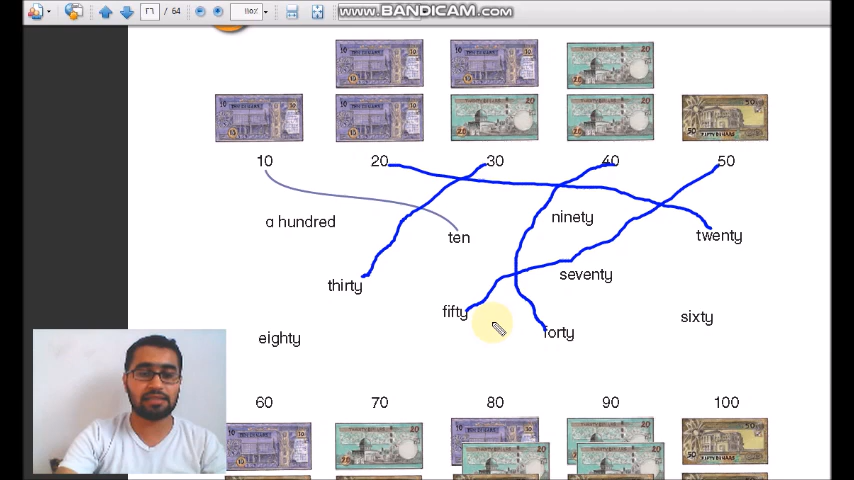 / 64
WWW.BANDICAM.COM
10 20 30 40 50
a hundred
ninety
ten
twenty
seventy
thirty
fifty
sixty
forty
eighty
60 70 80 90 100